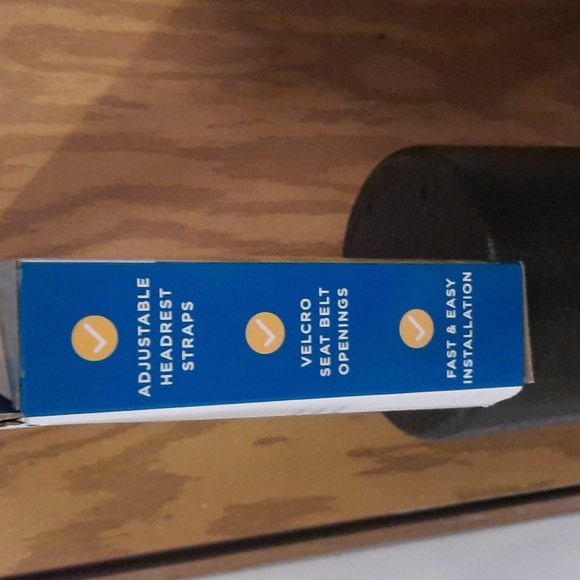 ADJUSTABLE
HEADREST
STRAPS
VELCRO
SEAT BELT
OPENINGS
FAST & EASY
INSTALLATION